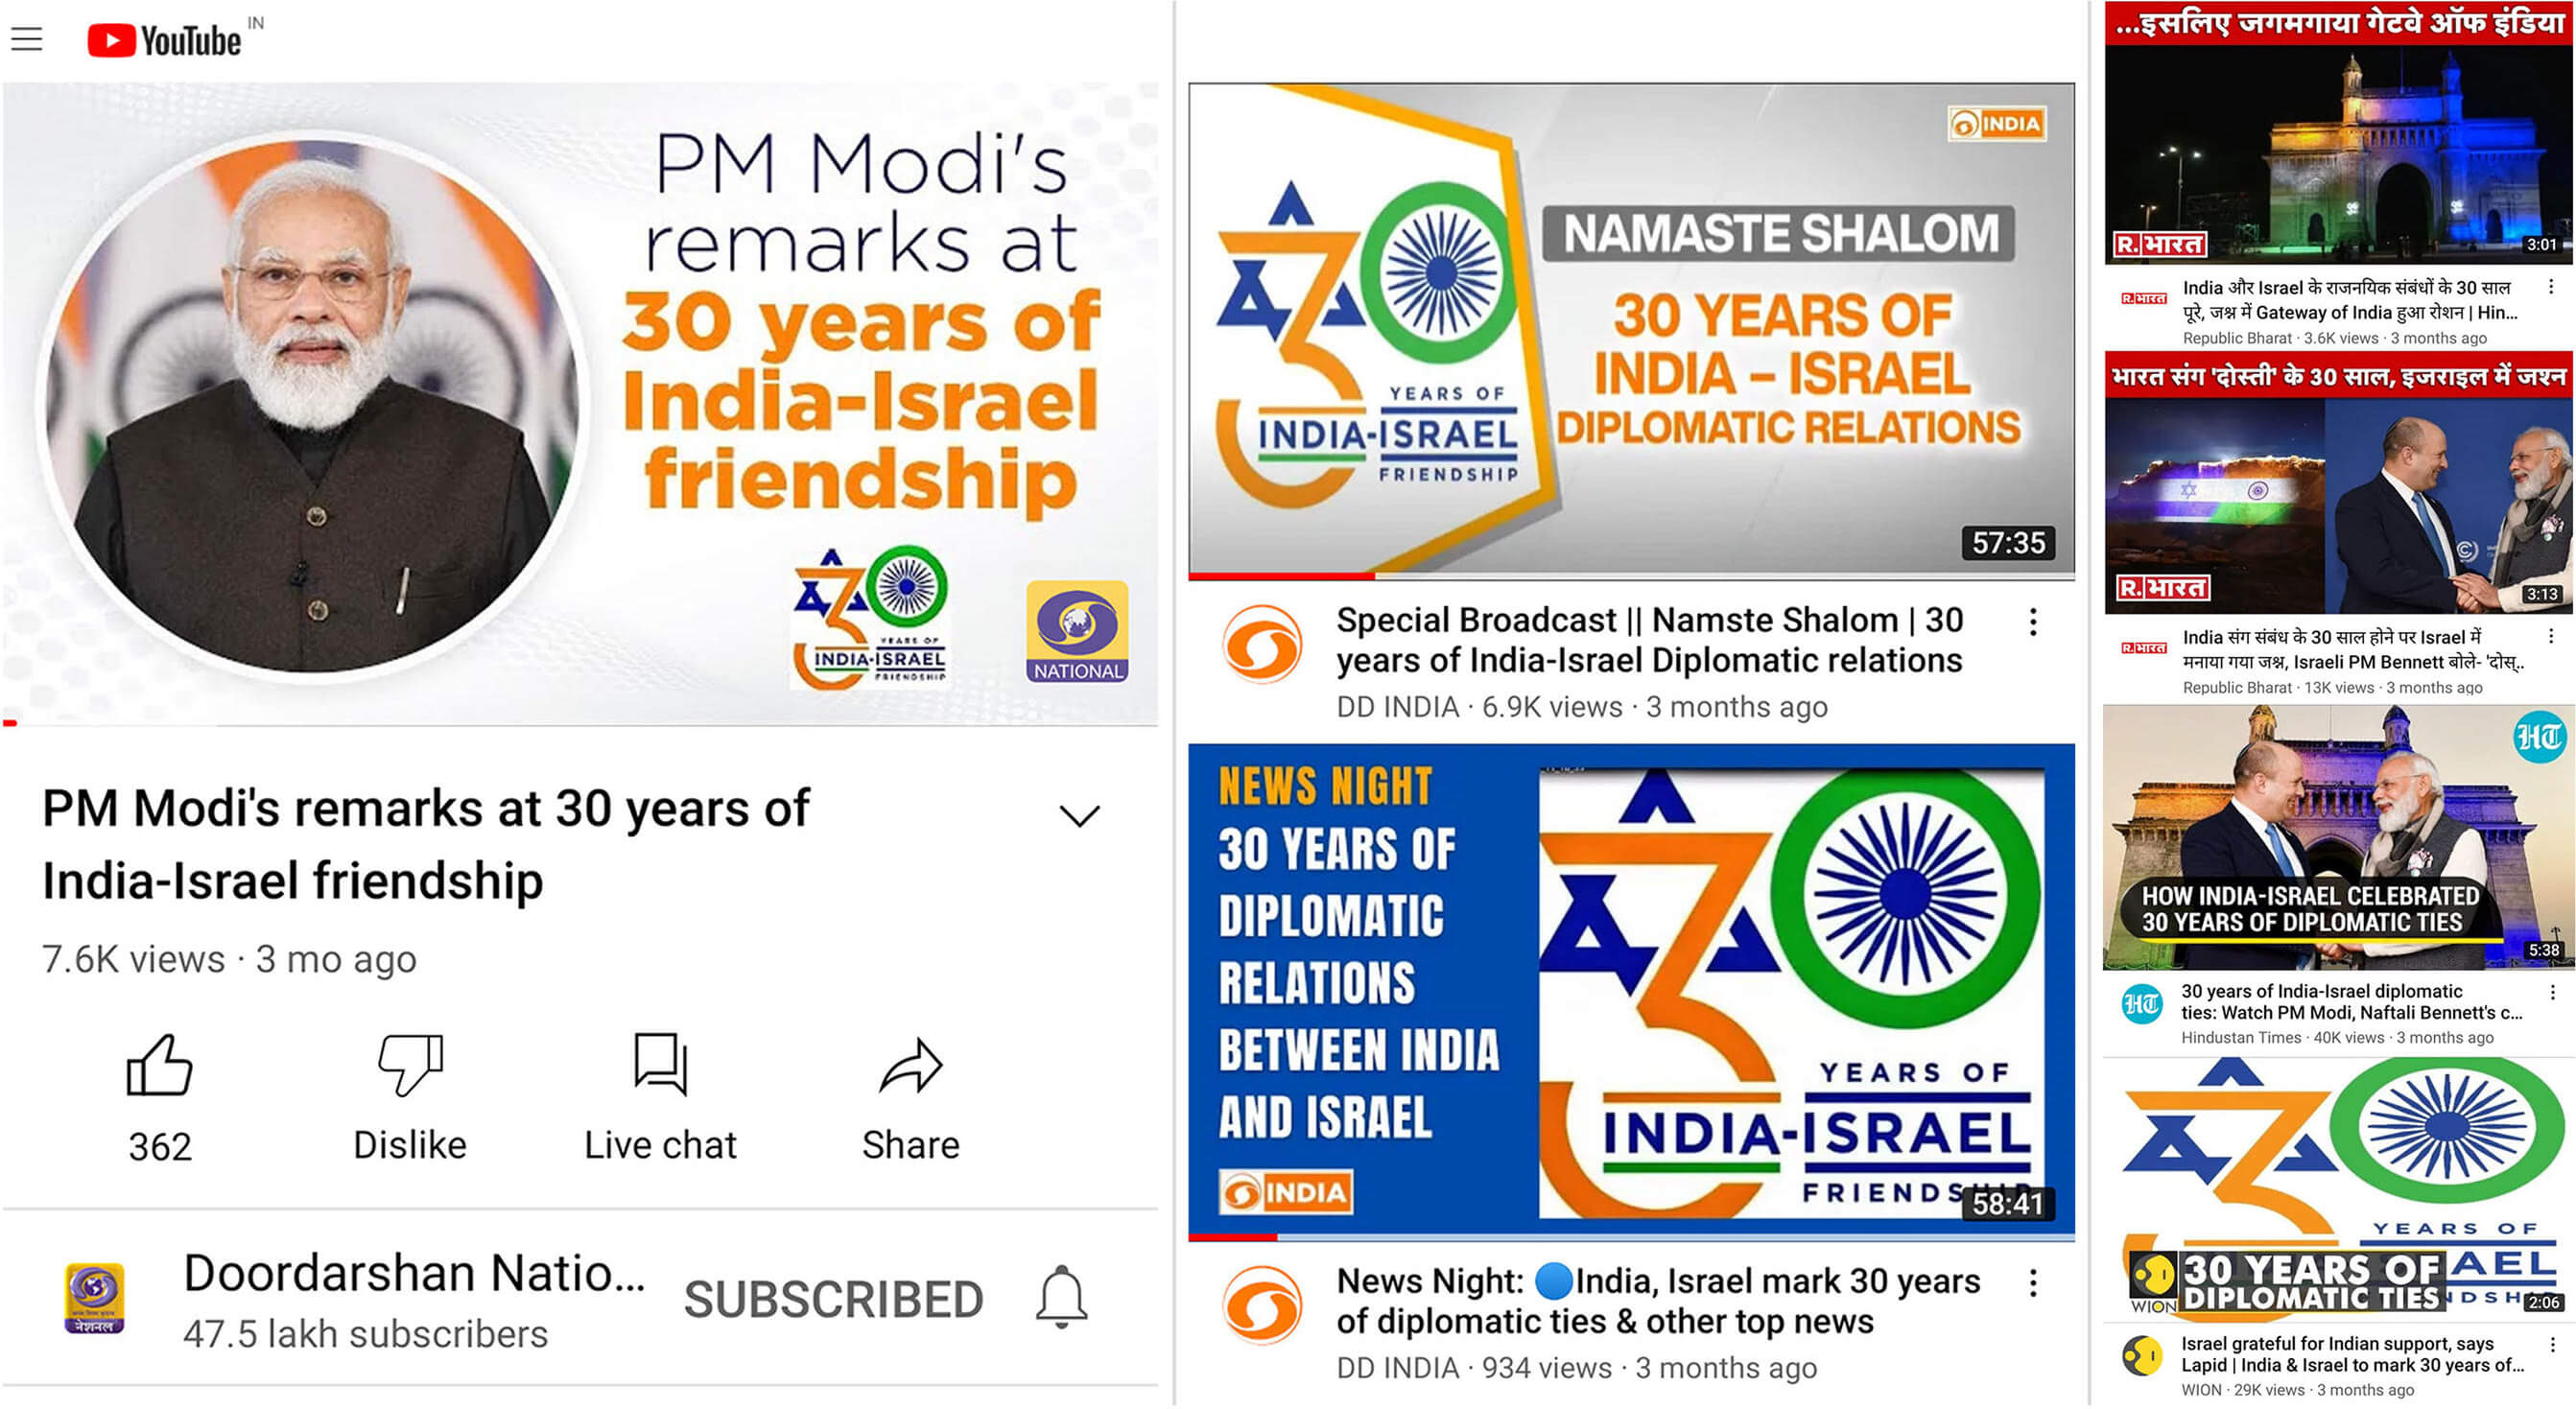 YouTube IN
PM Modi's
remarks at
30 years of
India-Israel
friendship
YEARS OF
INDIA-ISRAEL
FRIENDSHIP
NATIONAL
PM Modi's remarks at 30 years of
India-Israel friendship
7.6K views · 3 mo ago
362
Dislike
Live chat
Share
Doordarshan Natio...
47.5 lakh subscribers
SUBSCRIBED
नेशनल
INDIA
NAMASTE SHALOM
30 YEARS OF
INDIA – ISRAEL
DIPLOMATIC RELATIONS
30
YEARS OF
INDIA-ISRAEL
FRIENDSHIP
57:35
Special Broadcast || Namste Shalom | 30
years of India-Israel Diplomatic relations
DD INDIA · 6.9K views · 3 months ago
NEWS NIGHT
30 YEARS OF
DIPLOMATIC
RELATIONS
BETWEEN INDIA
AND ISRAEL
INDIA
30
YEARS OF
INDIA-ISRAEL
FRIENDSHIP
58:41
News Night: 🔵India, Israel mark 30 years
of diplomatic ties & other top news
DD INDIA · 934 views · 3 months ago
...इसलिए जगमगाया गेटवे ऑफ इंडिया
R.भारत
3:01
R.भारत
India और Israel के राजनयिक संबंधों के 30 साल
पूरे, जश्न में Gateway of India हुआ रोशन | Hin...
Republic Bharat · 3.6K views · 3 months ago
भारत संग 'दोस्ती' के 30 साल, इजराइल में जश्न
R.भारत
3:13
R.भारत
India संग संबंध के 30 साल होने पर Israel में
मनाया गया जश्न, Israeli PM Bennett बोले- 'दोस्..
Republic Bharat · 13K views · 3 months ago
HT
HOW INDIA-ISRAEL CELEBRATED
30 YEARS OF DIPLOMATIC TIES
5:38
HT
30 years of India-Israel diplomatic
ties: Watch PM Modi, Naftali Bennett's c...
Hindustan Times · 40K views · 3 months ago
30
YEARS OF
AEL
WION
30 YEARS OF
DIPLOMATIC TIES
2:06
Israel grateful for Indian support, says
Lapid | India & Israel to mark 30 years of...
WION · 29K views · 3 months ago